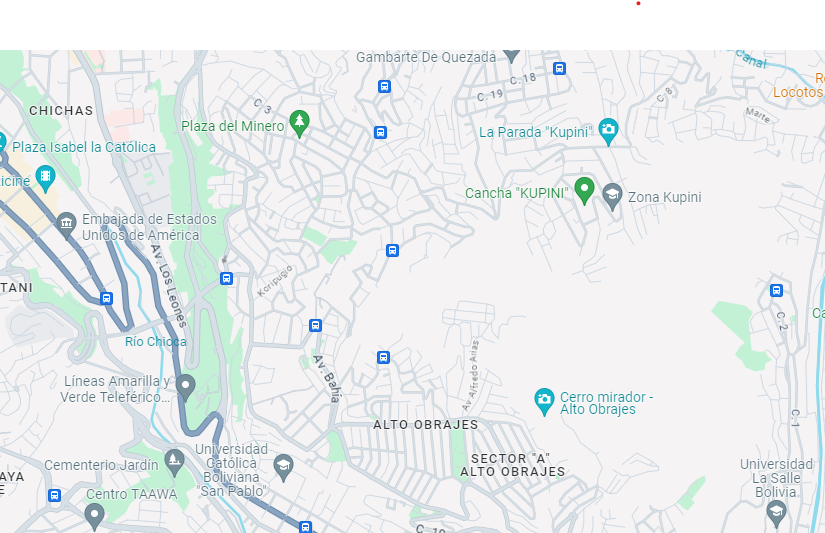 Gambarte De Quezada
Canal
C. 18
C. 19
C. 8
Locotos
CHICHAS
C 3
Plaza del Minero
La Parada "Kupini"
Marte
Plaza Isabel la Católica
Cancha "KUPINI"
Zona Kupini
Embajada de Estados
Unidos de América
Av. Los Leones
Koripugio
TANI
C. 2
Río Chioca
Av. Bahía
Av Alfredo Arias
Líneas Amarilla y
Verde Teleférico...
Cerro mirador -
Alto Obrajes
ALTO OBRAJES
C. 1
Universidad
Católica
Boliviana
"San Pablo"
SECTOR "A"
ALTO OBRAJES
Cementerio Jardín
Universidad
La Salle
Bolivia
Centro TAAWA
C. 10